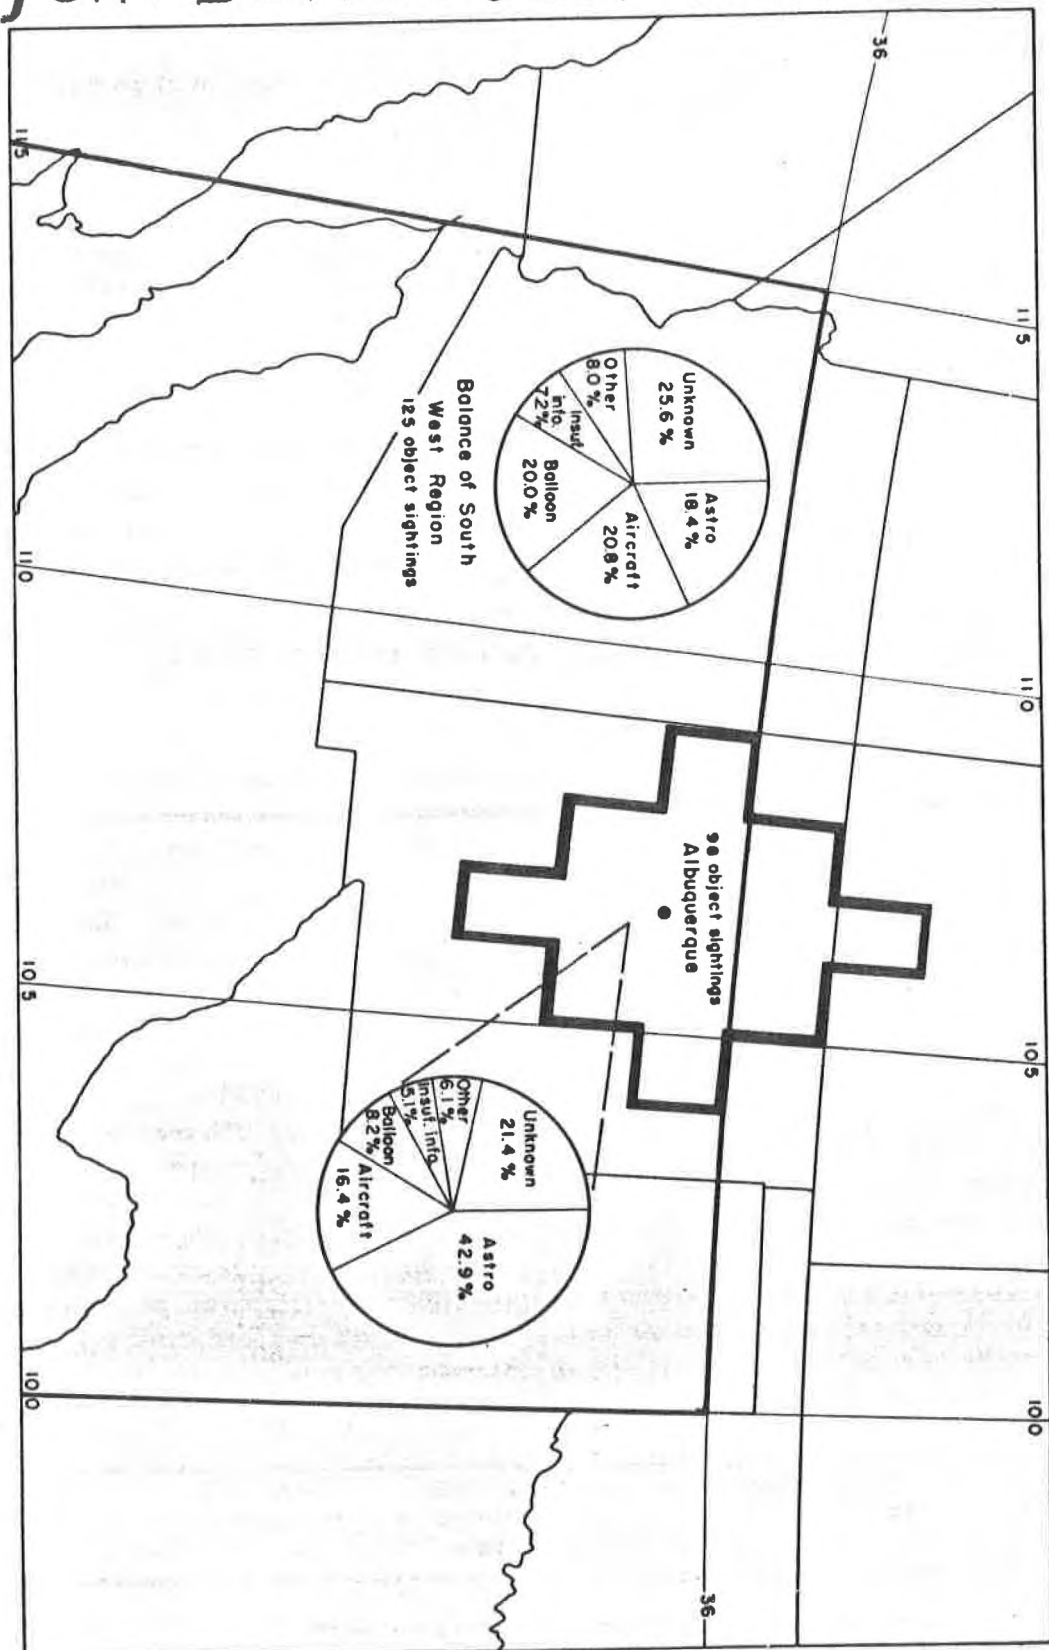 36
115
115
Unknown
25.6%
Astro
18.4%
Aircraft
20.8%
Balloon
20.0%
Insuf.
info.
7.2%
Other
8.0%
Balance of South
West Region
125 object sightings
110
110
98 object sightings
Albuquerque
105
105
Unknown
21.4%
Astro
42.9%
Aircraft
16.4%
Balloon
8.2%
Insuf. info.
5.1%
Other
6.1%
100
100
36